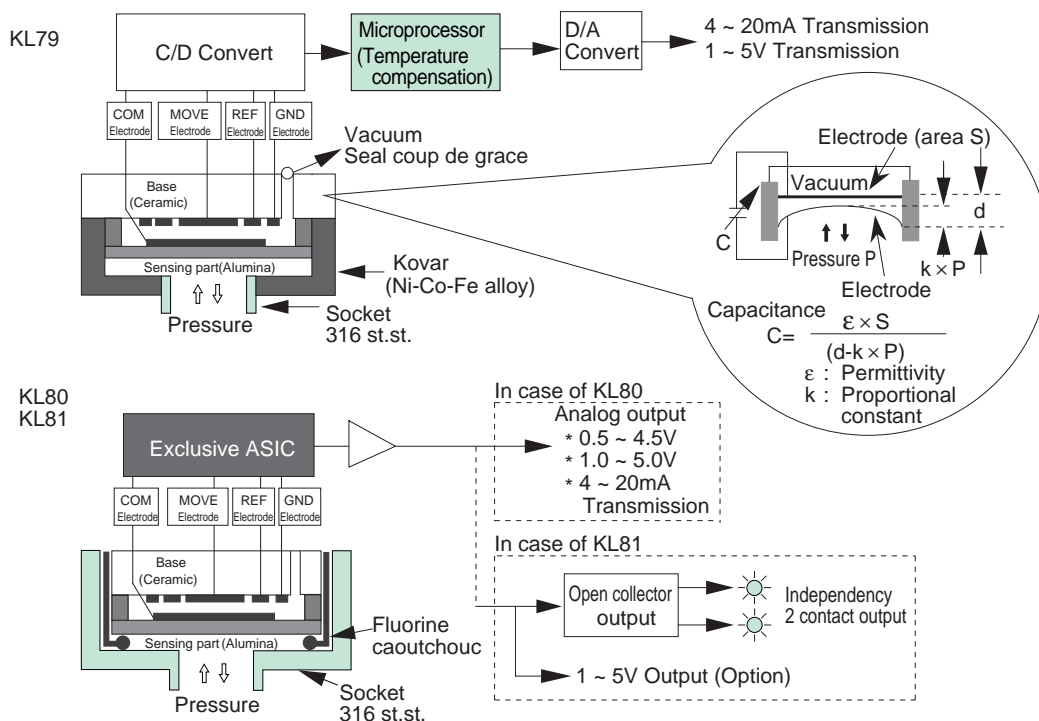 KL79
C/D Convert
Microprocessor
(Temperature
compensation)
D/A
Convert
4 ~ 20mA Transmission
1 ~ 5V Transmission
COM
Electrode
MOVE
Electrode
REF
Electrode
GND
Electrode
Vacuum
Seal coup de grace
Base
(Ceramic)
Sensing part(Alumina)
Kovar
(Ni-Co-Fe alloy)
Pressure
Socket
316 st.st.
Electrode (area S)
Vacuum
C
d
Pressure P
k × P
Electrode
Capacitance
C= ε × S
(d-k × P)
ε : Permittivity
k : Proportional
constant
KL80
KL81
Exclusive ASIC
COM
Electrode
MOVE
Electrode
REF
Electrode
GND
Electrode
Base
(Ceramic)
Sensing part(Alumina)
Fluorine
caoutchouc
Pressure
Socket
316 st.st.
In case of KL80
Analog output
* 0.5 ~ 4.5V
* 1.0 ~ 5.0V
* 4 ~ 20mA
Transmission
In case of KL81
Open collector
output
Independency
2 contact output
1 ~ 5V Output (Option)